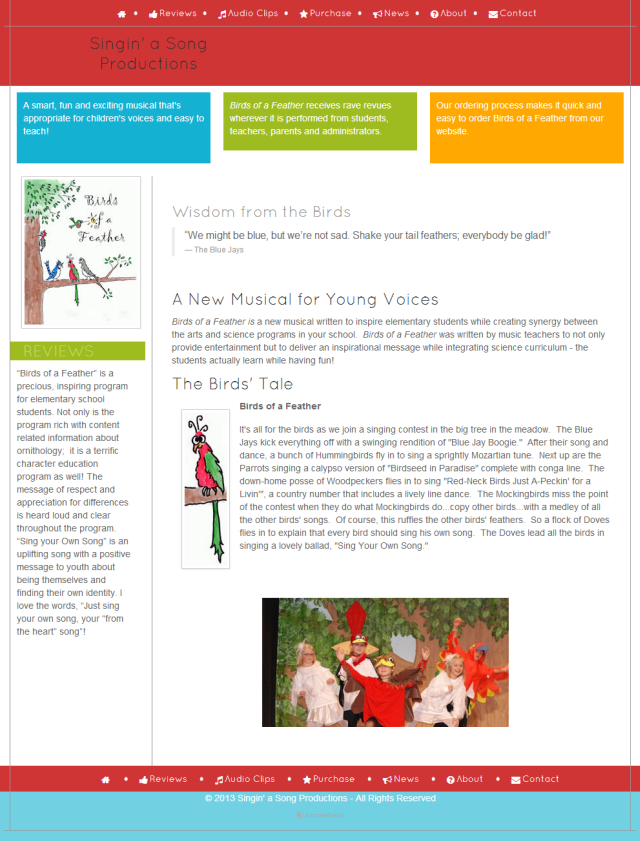 Reviews • Audio Clips • Purchase • News • About • Contact
Singin' a Song
Productions
A smart, fun and exciting musical that's
appropriate for children's voices and easy to
teach!
Birds of a Feather receives rave revues
wherever it is performed from students,
teachers, parents and administrators.
Our ordering process makes it quick and
easy to order Birds of a Feather from our
website.
Birds
of a
Feather
REVIEWS
"Birds of a Feather" is a
precious, inspiring program
for elementary school
students. Not only is the
program rich with content
related information about
ornithology;  it is a terrific
character education
program as well! The
message of respect and
appreciation for differences
is heard loud and clear
throughout the program.
"Sing your Own Song" is an
uplifting song with a positive
message to youth about
being themselves and
finding their own identity. I
love the words, "Just sing
your own song, your "from
the heart" song"!
Wisdom from the Birds
"We might be blue, but we're not sad. Shake your tail feathers; everybody be glad!"
— The Blue Jays
A New Musical for Young Voices
Birds of a Feather is a new musical written to inspire elementary students while creating synergy between
the arts and science programs in your school.  Birds of a Feather was written by music teachers to not only
provide entertainment but to deliver an inspirational message while integrating science curriculum - the
students actually learn while having fun!
The Birds' Tale
Birds of a Feather
It's all for the birds as we join a singing contest in the big tree in the meadow.  The Blue
Jays kick everything off with a swinging rendition of "Blue Jay Boogie."  After their song and
dance, a bunch of Hummingbirds fly in to sing a sprightly Mozartian tune.  Next up are the
Parrots singing a calypso version of "Birdseed in Paradise" complete with conga line.  The
down-home posse of Woodpeckers flies in to sing "Red-Neck Birds Just A-Peckin' for a
Livin'", a country number that includes a lively line dance.  The Mockingbirds miss the point
of the contest when they do what Mockingbirds do...copy other birds...with a medley of all
the other birds' songs.  Of course, this ruffles the other birds' feathers.  So a flock of Doves
flies in to explain that every bird should sing his own song.  The Doves lead all the birds in
singing a lovely ballad, "Sing Your Own Song."
Reviews • Audio Clips • Purchase • News • About • Contact
© 2013 Singin' a Song Productions - All Rights Reserved